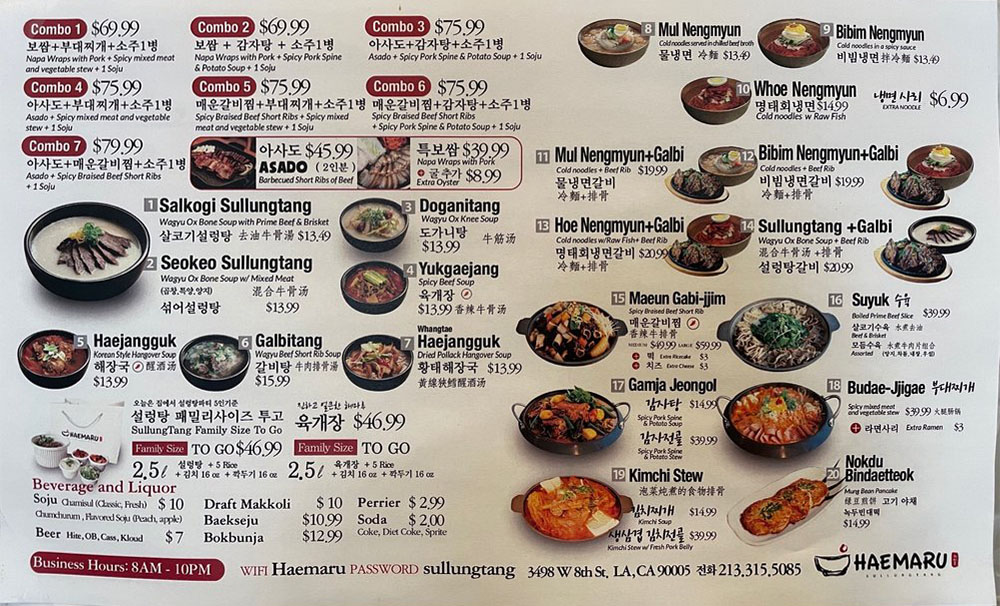 Combo 1 $69.99
보쌈+부대찌개+소주1병
Napa Wraps with Pork + Spicy mixed meat
and vegetable stew + 1 Soju
Combo 2 $69.99
보쌈 + 감자탕 + 소주1병
Napa Wraps with Pork + Spicy Pork Spine
& Potato Soup + 1 Soju
Combo 3 $75.99
아사도+감자탕+소주1병
Asado + Spicy Pork Spine & Potato Soup + 1 Soju
Combo 4 $75.99
아사도+부대찌개+소주1병
Asado + Spicy mixed meat and vegetable
stew + 1 Soju
Combo 5 $75.99
매운갈비찜+부대찌개+소주1병
Spicy Braised Beef Short Ribs + Spicy mixed
meat and vegetable stew + 1 Soju
Combo 6 $75.99
매운갈비찜+감자탕+소주1병
Spicy Braised Beef Short Ribs
+ Spicy Pork Spine & Potato Soup + 1 Soju
Combo 7 $79.99
아사도+매운갈비찜+소주1병
Asado + Spicy Braised Beef Short Ribs
+ 1 Soju
아사도 $45.99
ASADO (2인분)
Barbecued Short Ribs of Beef
특보쌈 $39.99
Napa Wraps with Pork
굴추가 $8.99
Extra Oyster
1 Salkogi Sullungtang
Wagyu Ox Bone Soup with Prime Beef & Brisket
살코기설렁탕 去油牛骨湯 $13.49
2 Seokeo Sullungtang
Wagyu Ox Bone Soup w/ Mixed Meat
(곰창,특양,양지) 混合牛骨汤
섞어설렁탕 $13.99
3 Doganitang
Wagyu Ox Knee Soup
도가니탕 牛筋汤
$13.99
4 Yukgaejang
Spicy Beef Soup
육개장
$13.99 香辣牛骨汤
5 Haejangguk
Korean Style Hangover Soup
해장국 醒酒汤
$13.99
6 Galbitang
Wagyu Beef Short Rib Soup
갈비탕 牛肉排骨湯
$15.99
7 Whangtae
Haejangguk
Dried Pollack Hangover Soup
황태해장국 $13.99
黃線狹鱈醒酒汤
오늘은 집에서 설렁탕파티 5인기준
설렁탕 패밀리사이즈 투고
SullungTang Family Size To Go
Family Size TO GO $46.99
2.5ℓ 설렁탕 + 5 Rice
+ 김치 16 oz + 깍두기 16 oz
육개장 $46.99
Family Size TO GO
2.5ℓ 육개장 + 5 Rice
+ 김치 16 oz + 깍두기 16 oz
HAEMARU
Beverage and Liquor
Soju Chamisul (Classic, Fresh) $ 10
Chumchurum, Flavored Soju (Peach, apple)
Beer Hite, OB, Cass, Kloud $ 7
Draft Makkoli $ 10
Baekseju $10.99
Bokbunja $12.99
Perrier $ 2.99
Soda $ 2.00
Coke, Diet Coke, Sprite
8 Mul Nengmyun
Cold noodles served in chilled beef broth
물냉면 冷麵 $13.49
9 Bibim Nengmyun
Cold noodles in a spicy sauce
비빔냉면 拌冷麵 $13.49
10 Whoe Nengmyun
명태회냉면 $14.99
Cold noodles w Raw Fish
냉면 사리 $6.99
EXTRA NOODLE
11 Mul Nengmyun+Galbi
Cold noodles + Beef Rib $19.99
물냉면갈비
冷麵+排骨
12 Bibim Nengmyun+Galbi
Cold noodles + Beef Rib
비빔냉면갈비 $19.99
冷麵+排骨
13 Hoe Nengmyun+Galbi
Cold noodles w/Raw Fish+ Beef Rib
명태회냉면갈비 $20.99
冷麵+排骨
14 Sullungtang +Galbi
Wagyu Ox Bone Soup + Beef Rib
混合牛骨汤+排骨
설렁탕갈비 $20.99
15 Maeun Gabi-jjim
Spicy Braised Beef Short Rib
매운갈비찜
香辣牛排骨
MEDIUM $49.99 LARGE $59.99
떡 Extra Ricecake $3
치즈 Extra Cheese $3
16 Suyuk 수육
Boiled Prime Beef Slice $39.99
살코기수육 水煮去油
Beef & Brisket
모듬수육 水煮牛肉片组合
Assorted
17 Gamja Jeongol
감자탕 $14.99
Spicy Pork Spine
& Potato Soup
감자전골 $39.99
Spicy Pork Spine
& Potato Stew
18 Budae-Jjigae 부대찌개
Spicy mixed meat
and vegetable stew $39.99 火腿肠锅
라면사리 Extra Ramen $3
19 Kimchi Stew
泡菜炖煮的食物排骨
김치찌개 $14.99
Kimchi Soup
생삼겹 김치전골 $39.99
Kimchi Stew w/ Fresh Pork Belly
20 Nokdu
Bindaetteok
Mung Bean Pancake
绿豆煎饼 고기 야채
녹두빈대떡
$14.99
Business Hours: 8AM - 10PM
WIFI Haemaru PASSWORD sullungtang
3498 W 8th St, LA, CA 90005 전화 213.315.5085
HAEMARU
SULLUNGTANG